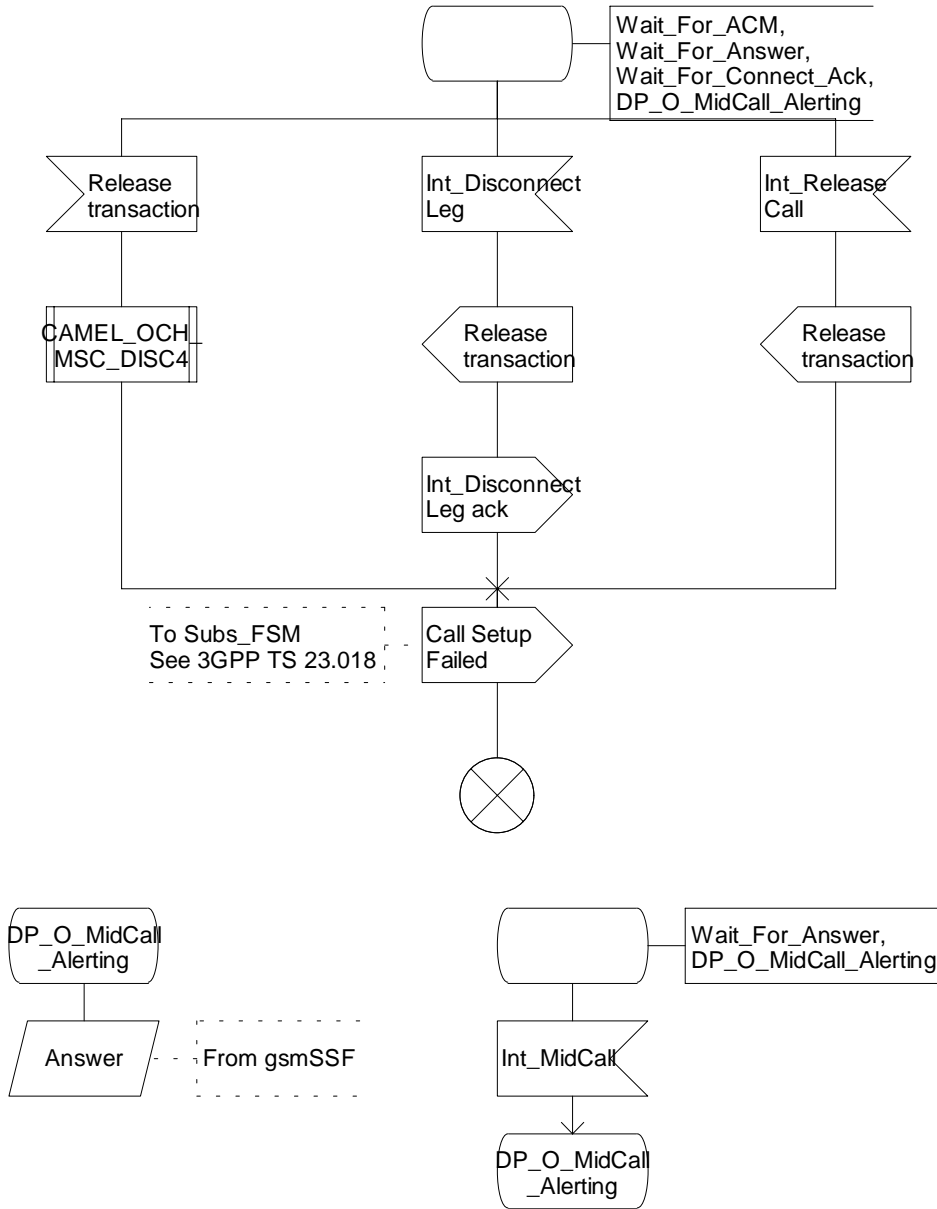 Wait_For_ACM,
Wait_For_Answer,
Wait_For_Connect_Ack,
DP_O_MidCall_Alerting
Release
transaction
Int_Disconnect
Leg
Int_Release
Call
CAMEL_OCH_
MSC_DISC4
Release
transaction
Release
transaction
Int_Disconnect
Leg ack
To Subs_FSM
See 3GPP TS 23.018
Call Setup
Failed
DP_O_MidCall
_Alerting
Wait_For_Answer,
DP_O_MidCall_Alerting
Answer
From gsmSSF
Int_MidCall
DP_O_MidCall
_Alerting